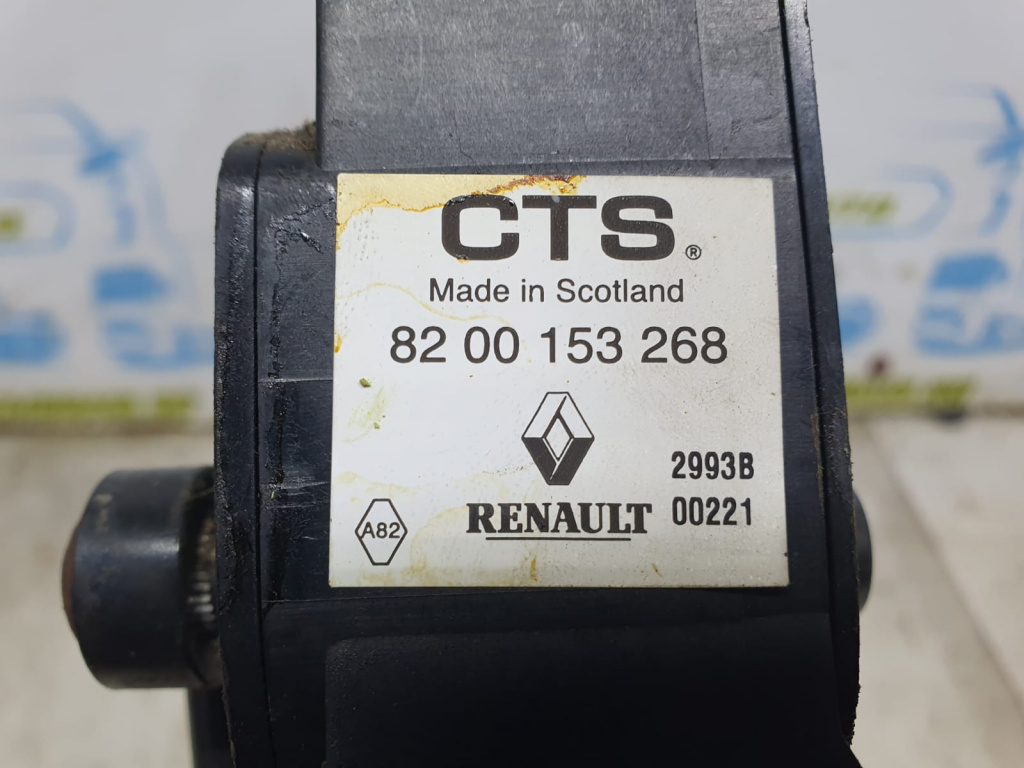 CTS®
Made in Scotland
82 00 153 268
2993B
RENAULT 00221
A82